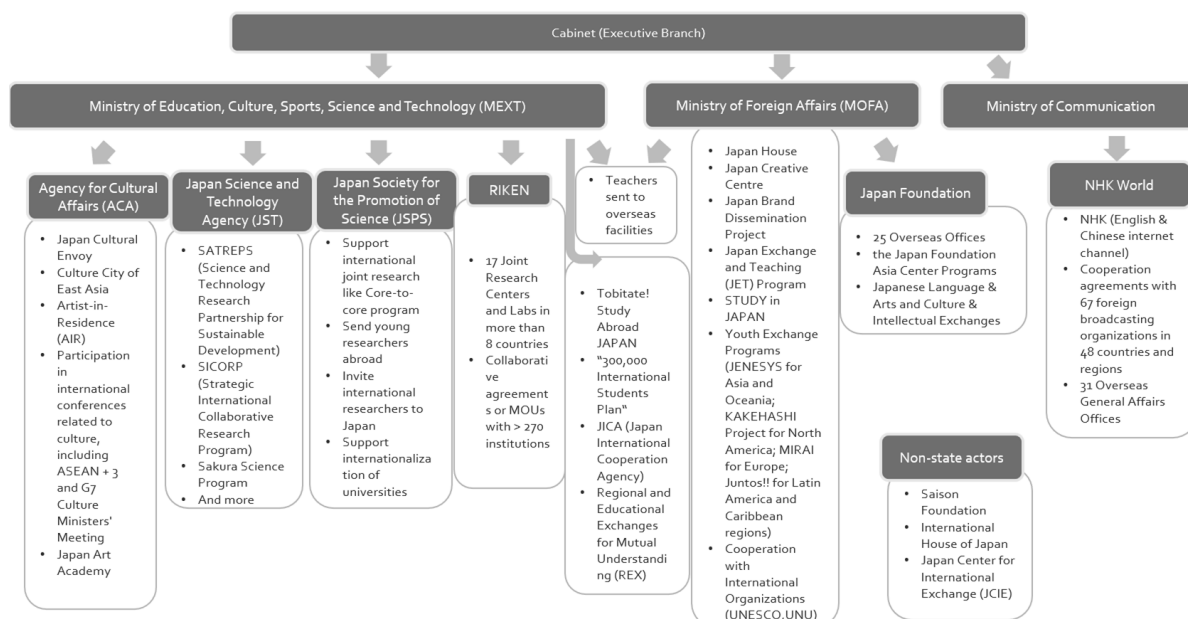 Cabinet (Executive Branch)
Ministry of Education, Culture, Sports, Science and Technology (MEXT)
Ministry of Foreign Affairs (MOFA)
Ministry of Communication
Agency for Cultural
Affairs (ACA)
• Japan Cultural
Envoy
• Culture City of
East Asia
• Artist-in-
Residence
(AIR)
• Participation
in
international
conferences
related to
culture,
including
ASEAN + 3
and G7
Culture
Ministers'
Meeting
• Japan Art
Academy
Japan Science and
Technology
Agency (JST)
• SATREPS
(Science and
Technology
Research
Partnership for
Sustainable
Development)
• SICORP
(Strategic
International
Collaborative
Research
Program)
• Sakura Science
Program
• And more
Japan Society for
the Promotion of
Science (JSPS)
• Support
international
joint research
like Core-to-
core program
• Send young
researchers
abroad
• Invite
international
researchers to
Japan
• Support
internationaliza
tion of
universities
RIKEN
• 17 Joint
Research
Centers
and Labs in
more than
8 countries
• Collaborativ
e
agreement
s or MOUs
with > 270
institutions
• Teachers
sent to
overseas
facilities
• Tobitate!
Study
Abroad
JAPAN
• "300,000
International
Students
Plan"
• JICA (Japan
International
Cooperation
Agency)
• Regional and
Educational
Exchanges
for Mutual
Understandi
ng (REX)
• Japan House
• Japan Creative
Centre
• Japan Brand
Dissemination
Project
• Japan Exchange
and Teaching
(JET) Program
• STUDY in
JAPAN
• Youth Exchange
Programs
(JENESYS for
Asia and
Oceania;
KAKEHASHI
Project for North
America; MIRAI
for Europe;
Juntos!! for Latin
America and
Caribbean
regions)
• Cooperation
with
International
Organizations
(UNESCO,UNU)
Japan Foundation
• 25 Overseas Offices
• the Japan Foundation
Asia Center Programs
• Japanese Language &
Arts and Culture &
Intellectual Exchanges
NHK World
• NHK (English &
Chinese internet
channel)
• Cooperation
agreements with
67 foreign
broadcasting
organizations in
48 countries and
regions
• 31 Overseas
General Affairs
Offices
Non-state actors
• Saison
Foundation
• International
House of Japan
• Japan Center for
International
Exchange (JCIE)